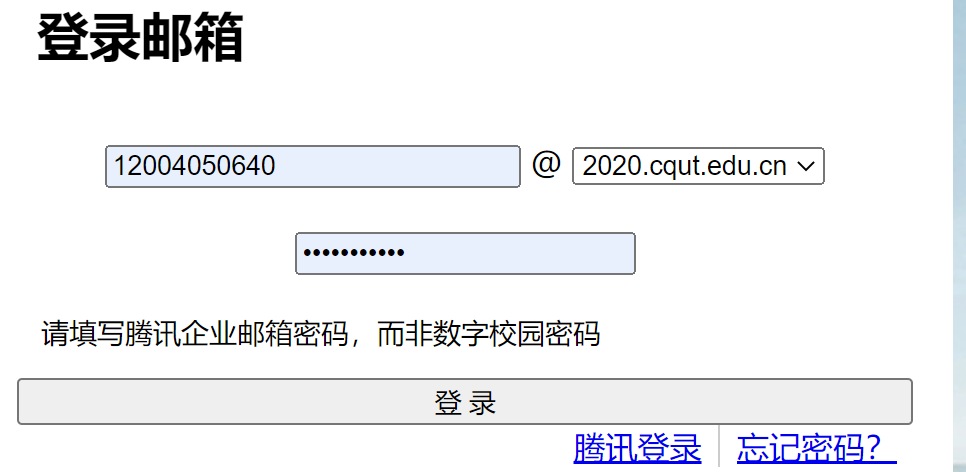 登录邮箱
12004050640 @ 2020.cqut.edu.cn
•••••••••••
请填写腾讯企业邮箱密码，而非数字校园密码
登 录
腾讯登录 忘记密码？